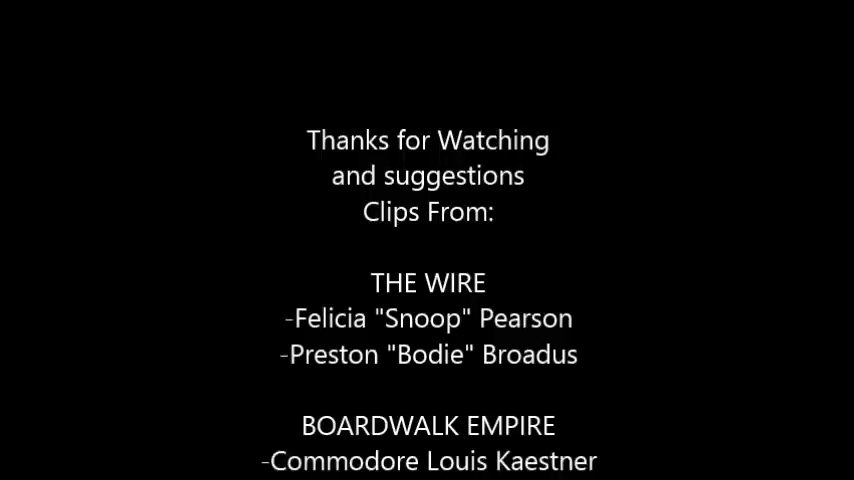 Thanks for Watching
and suggestions
Clips From:
THE WIRE
-Felicia "Snoop" Pearson
-Preston "Bodie" Broadus
BOARDWALK EMPIRE
-Commodore Louis Kaestner